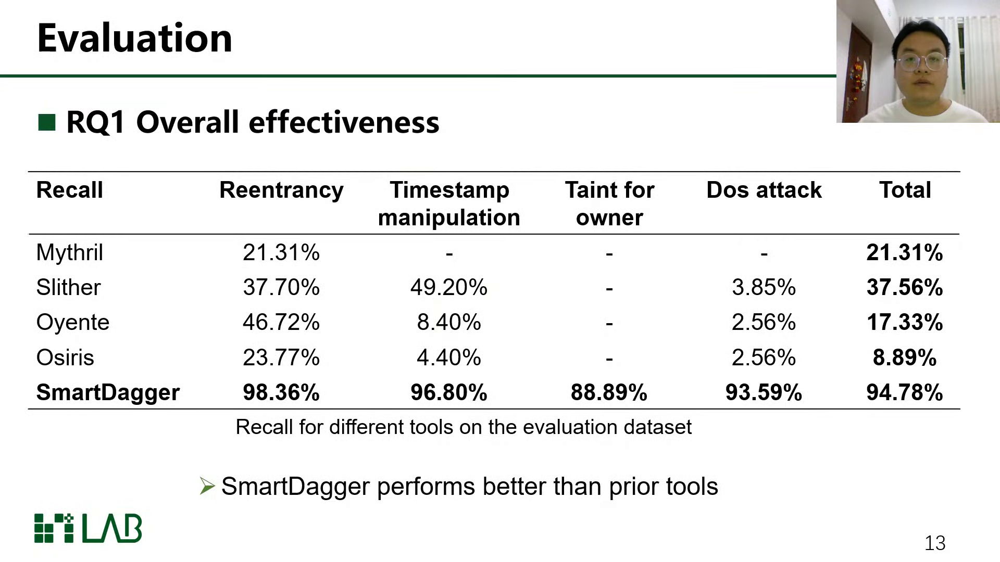 Evaluation
RQ1 Overall effectiveness
Recall Reentrancy Timestamp manipulation Taint for owner Dos attack Total
Mythril 21.31% - - - 21.31%
Slither 37.70% 49.20% - 3.85% 37.56%
Oyente 46.72% 8.40% - 2.56% 17.33%
Osiris 23.77% 4.40% - 2.56% 8.89%
SmartDagger 98.36% 96.80% 88.89% 93.59% 94.78%
Recall for different tools on the evaluation dataset
SmartDagger performs better than prior tools
LAB
13